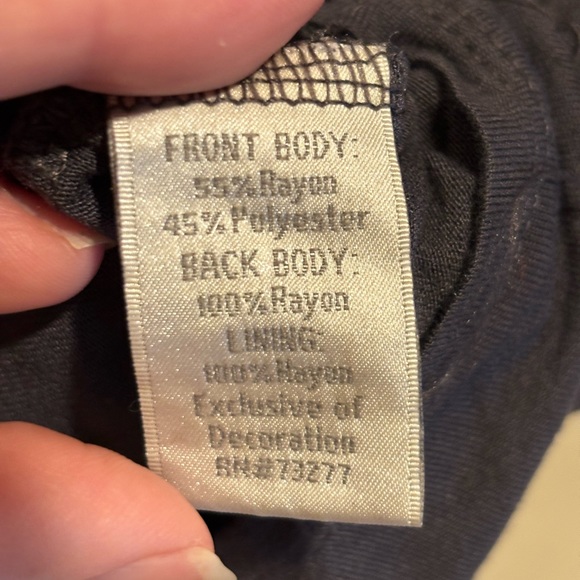 FRONT BODY:
55%Rayon
45%Polyester
BACK BODY:
100%Rayon
LINING:
100%Rayon
Exclusive of
Decoration
RN#73277